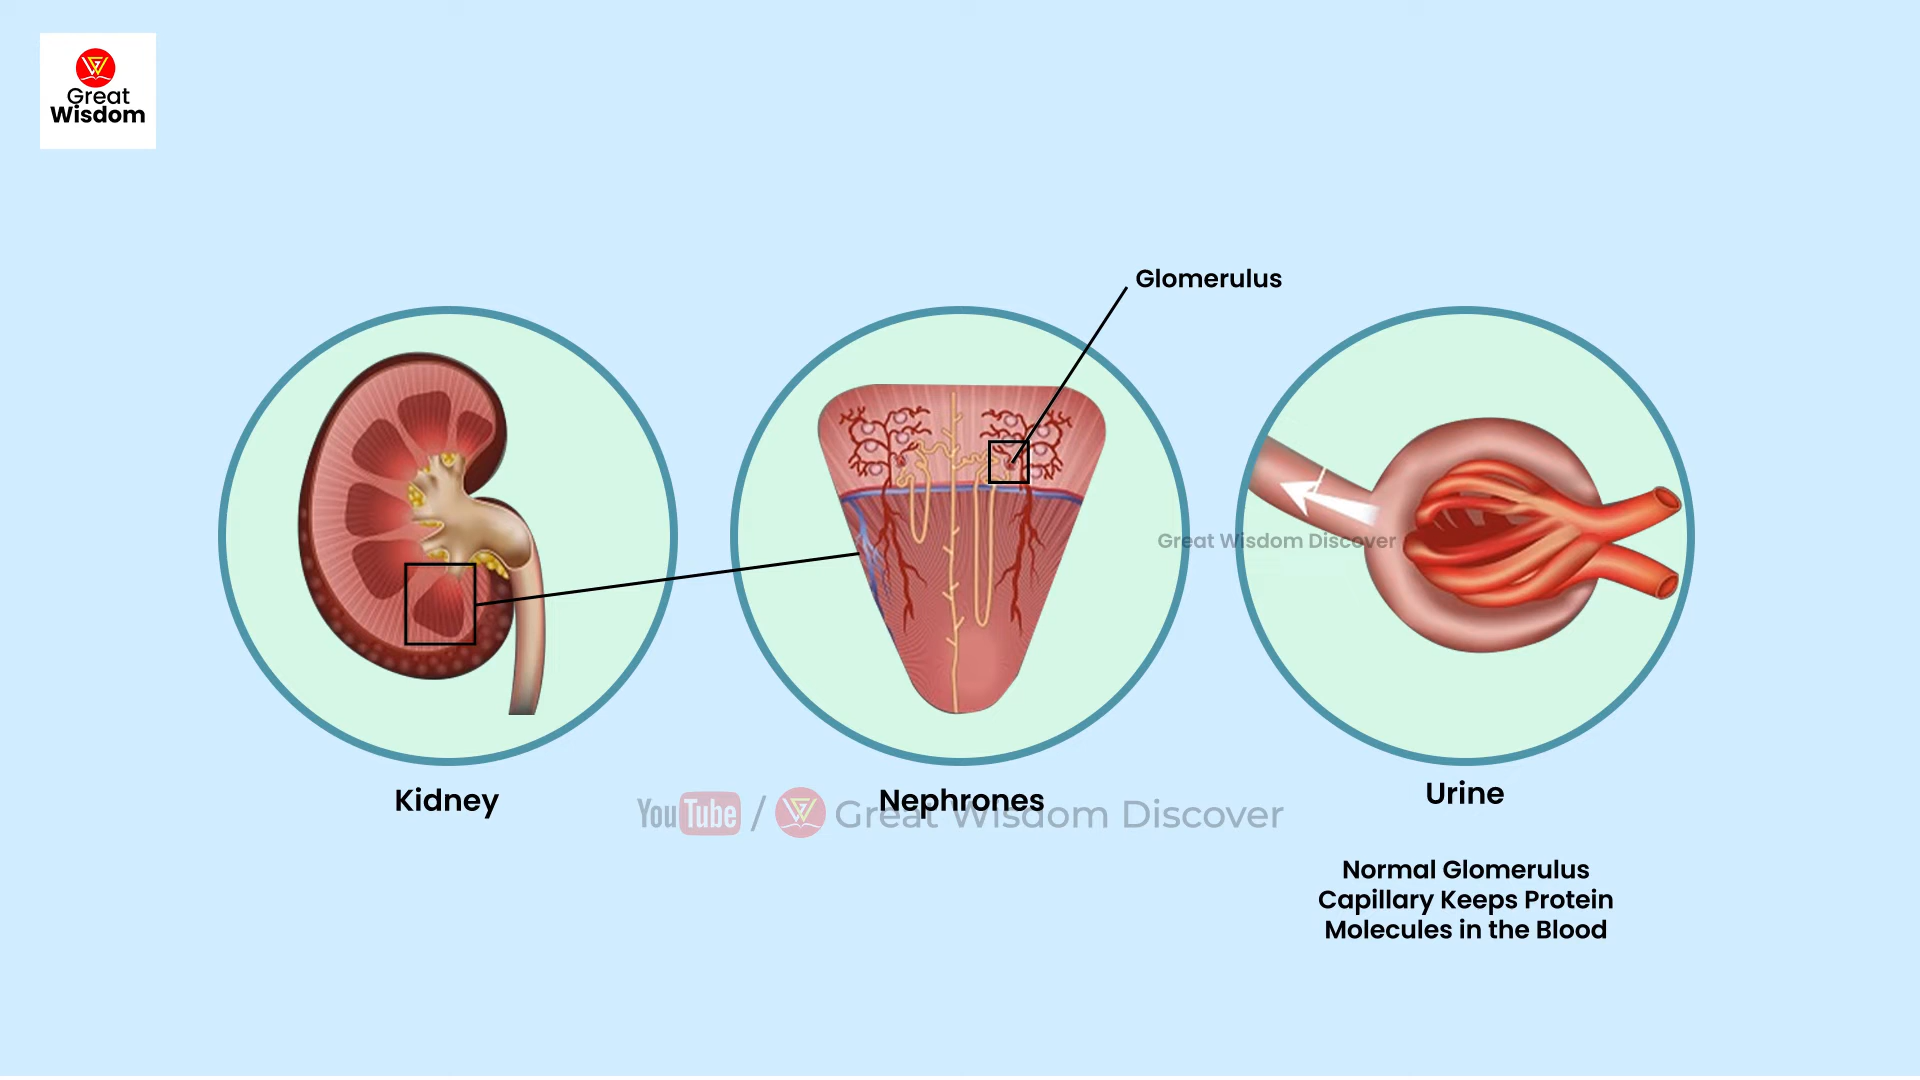 Great
Wisdom
Glomerulus
Great Wisdom Discover
Kidney
Nephrones
Urine
YouTube / Great Wisdom Discover
Normal Glomerulus
Capillary Keeps Protein
Molecules in the Blood